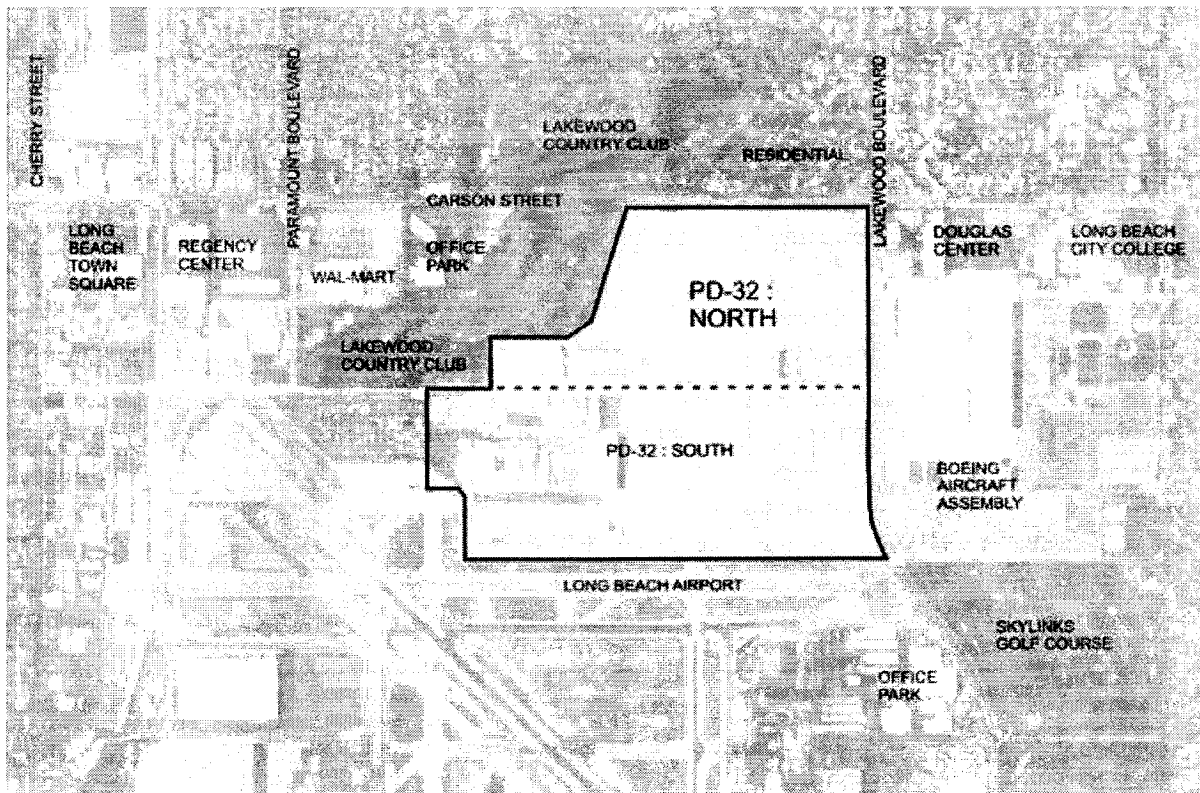 CHERRY STREET
PARAMOUNT BOULEVARD
LAKEWOOD BOULEVARD
LAKEWOOD
COUNTRY CLUB
RESIDENTIAL
CARSON STREET
LONG
BEACH
TOWN
SQUARE
REGENCY
CENTER
WAL-MART
OFFICE
PARK
DOUGLAS
CENTER
LONG BEACH
CITY COLLEGE
PD-32 :
NORTH
LAKEWOOD
COUNTRY CLUB
PD-32 : SOUTH
BOEING
AIRCRAFT
ASSEMBLY
LONG BEACH AIRPORT
SKYLINKS
GOLF COURSE
OFFICE
PARK